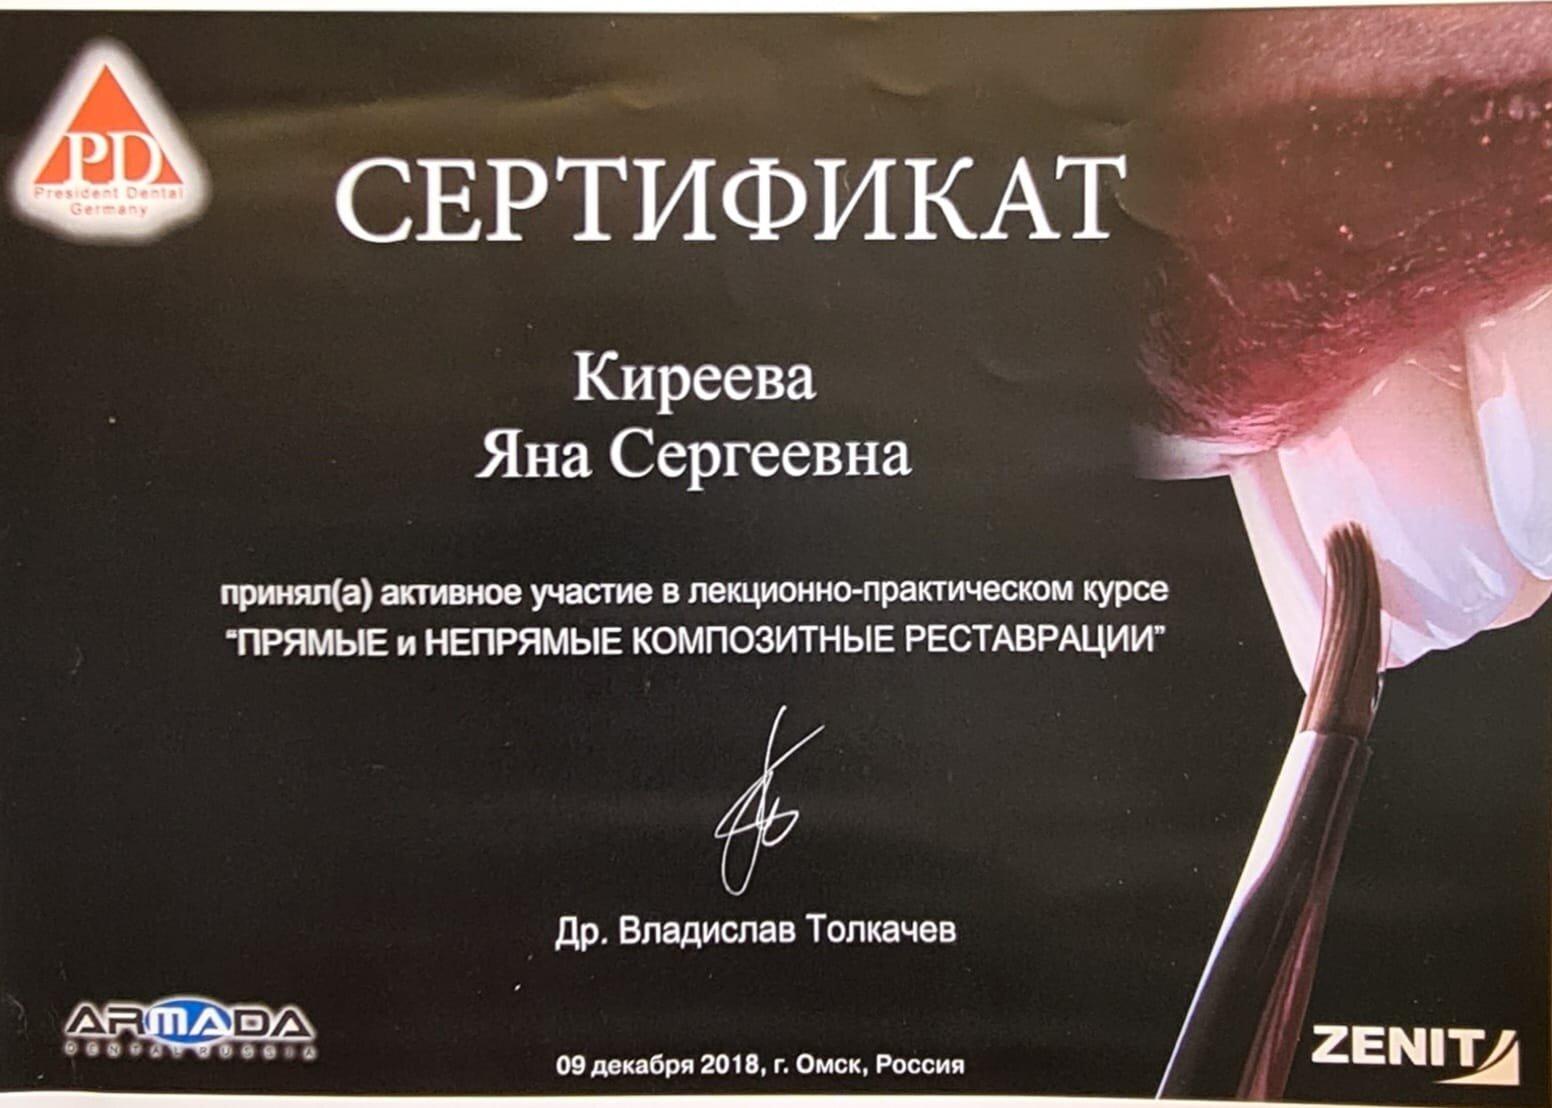 PD
President Dental
Germany
СЕРТИФИКАТ
Киреева
Яна Сергеевна
принял(а) активное участие в лекционно-практическом курсе
“ПРЯМЫЕ и НЕПРЯМЫЕ КОМПОЗИТНЫЕ РЕСТАВРАЦИИ”
Др. Владислав Толкачев
ARMADA
DENTAL RUSSIA
09 декабря 2018, г. Омск, Россия
ZENIT